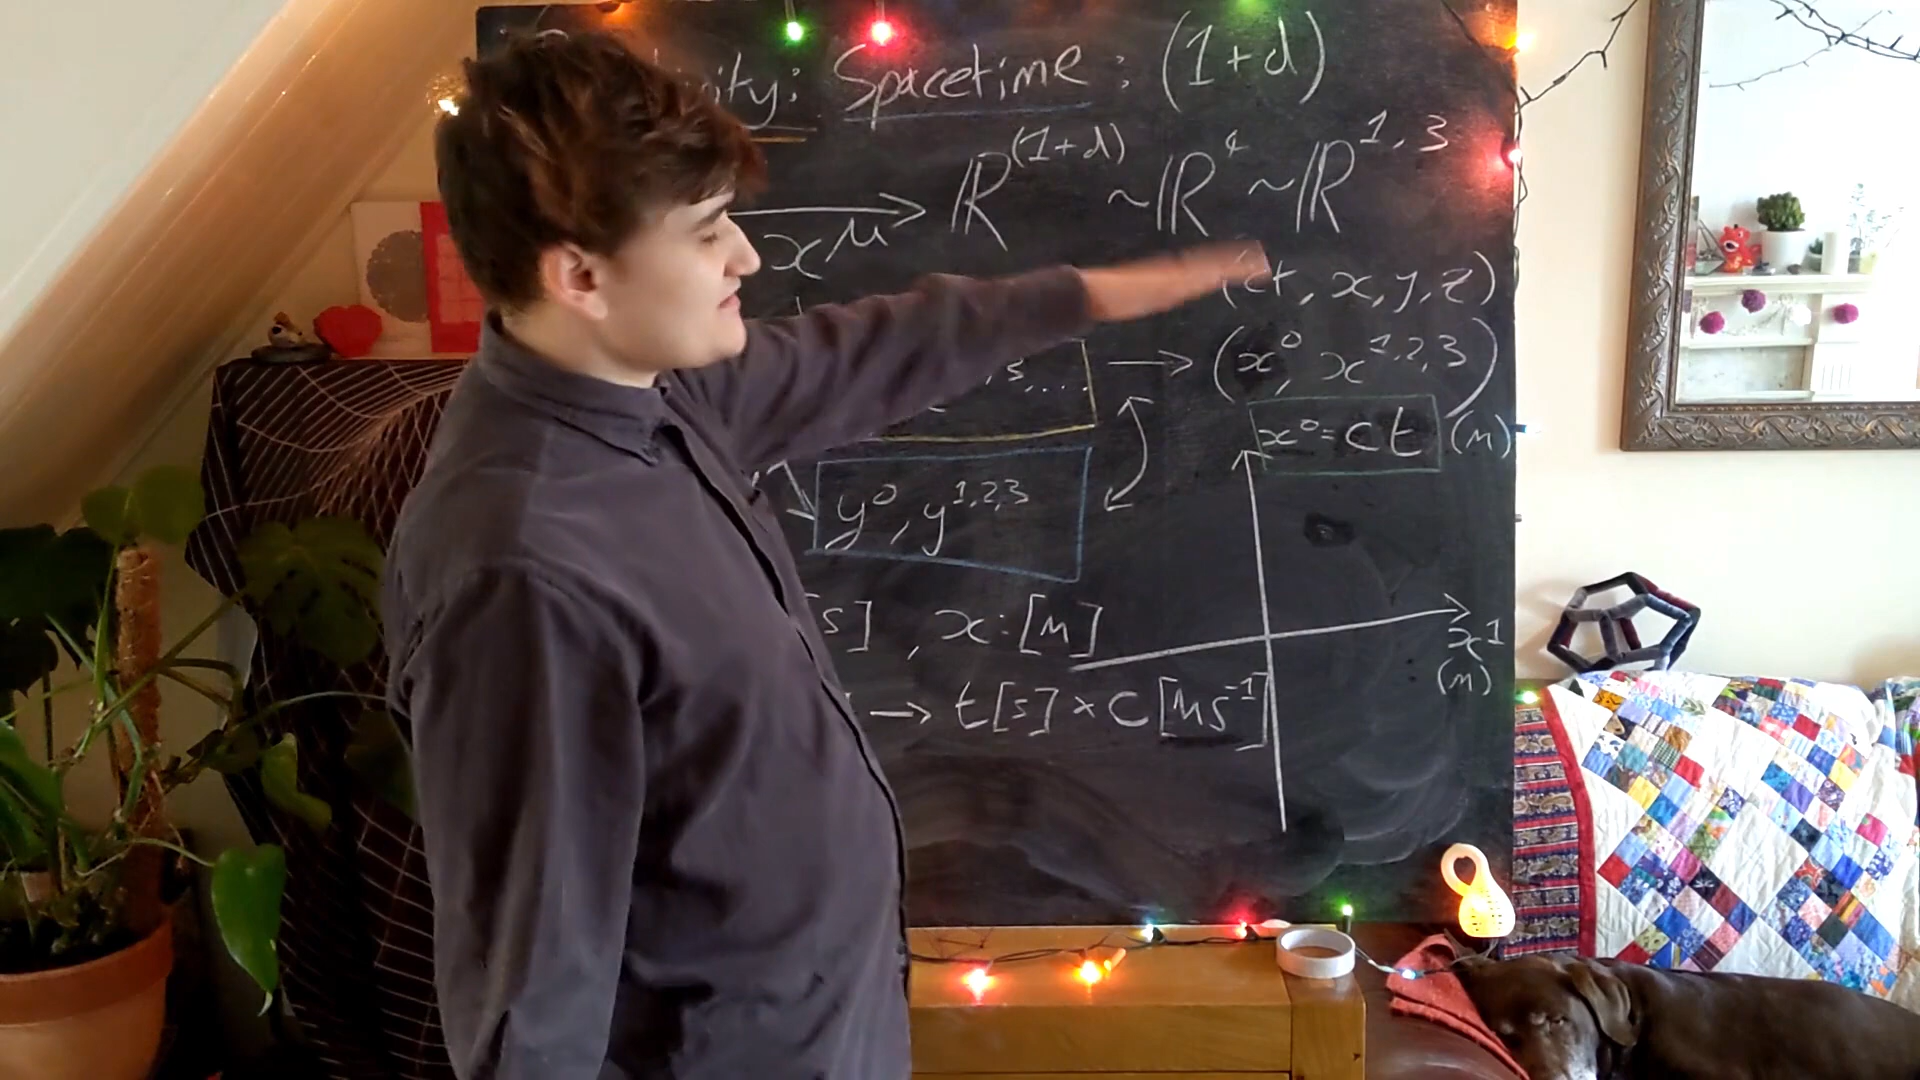 Spacetime: (1+d)
x^μ → ℝ^(1+d) ~ ℝ^4 ~ ℝ^1,3
(ct, x, y, z)
→ (x^0, x^1,2,3)
x^0 = ct (m)
y^0, y^1,2,3
[s], x:[m]
x^1
(m)
→ t[s] × c[ms^-1]